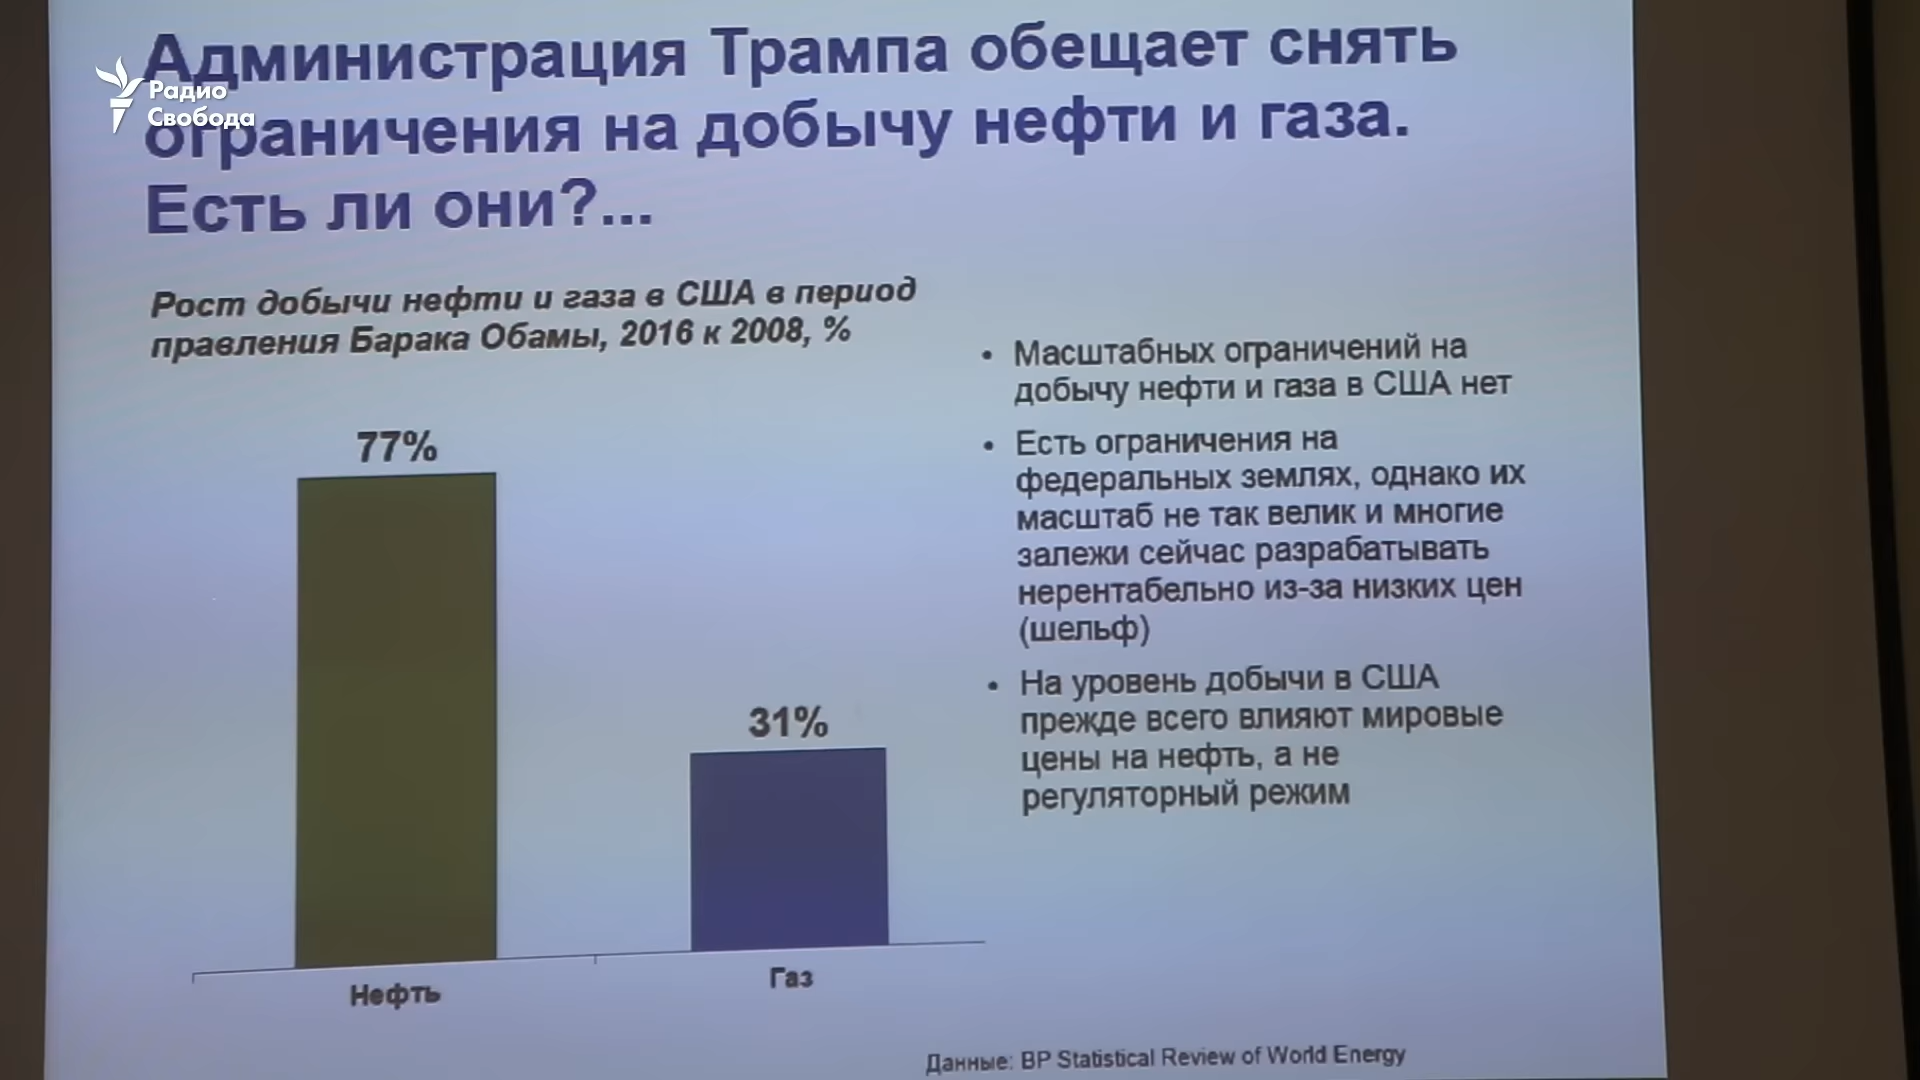 Администрация Трампа обещает снять
ограничения на добычу нефти и газа.
Есть ли они?...
Радио
Свобода
Рост добычи нефти и газа в США в период
правления Барака Обамы, 2016 к 2008, %
77%
31%
Нефть
Газ
• Масштабных ограничений на
добычу нефти и газа в США нет
• Есть ограничения на
федеральных землях, однако их
масштаб не так велик и многие
залежи сейчас разрабатывать
нерентабельно из-за низких цен
(шельф)
• На уровень добычи в США
прежде всего влияют мировые
цены на нефть, а не
регуляторный режим
Данные: BP Statistical Review of World Energy